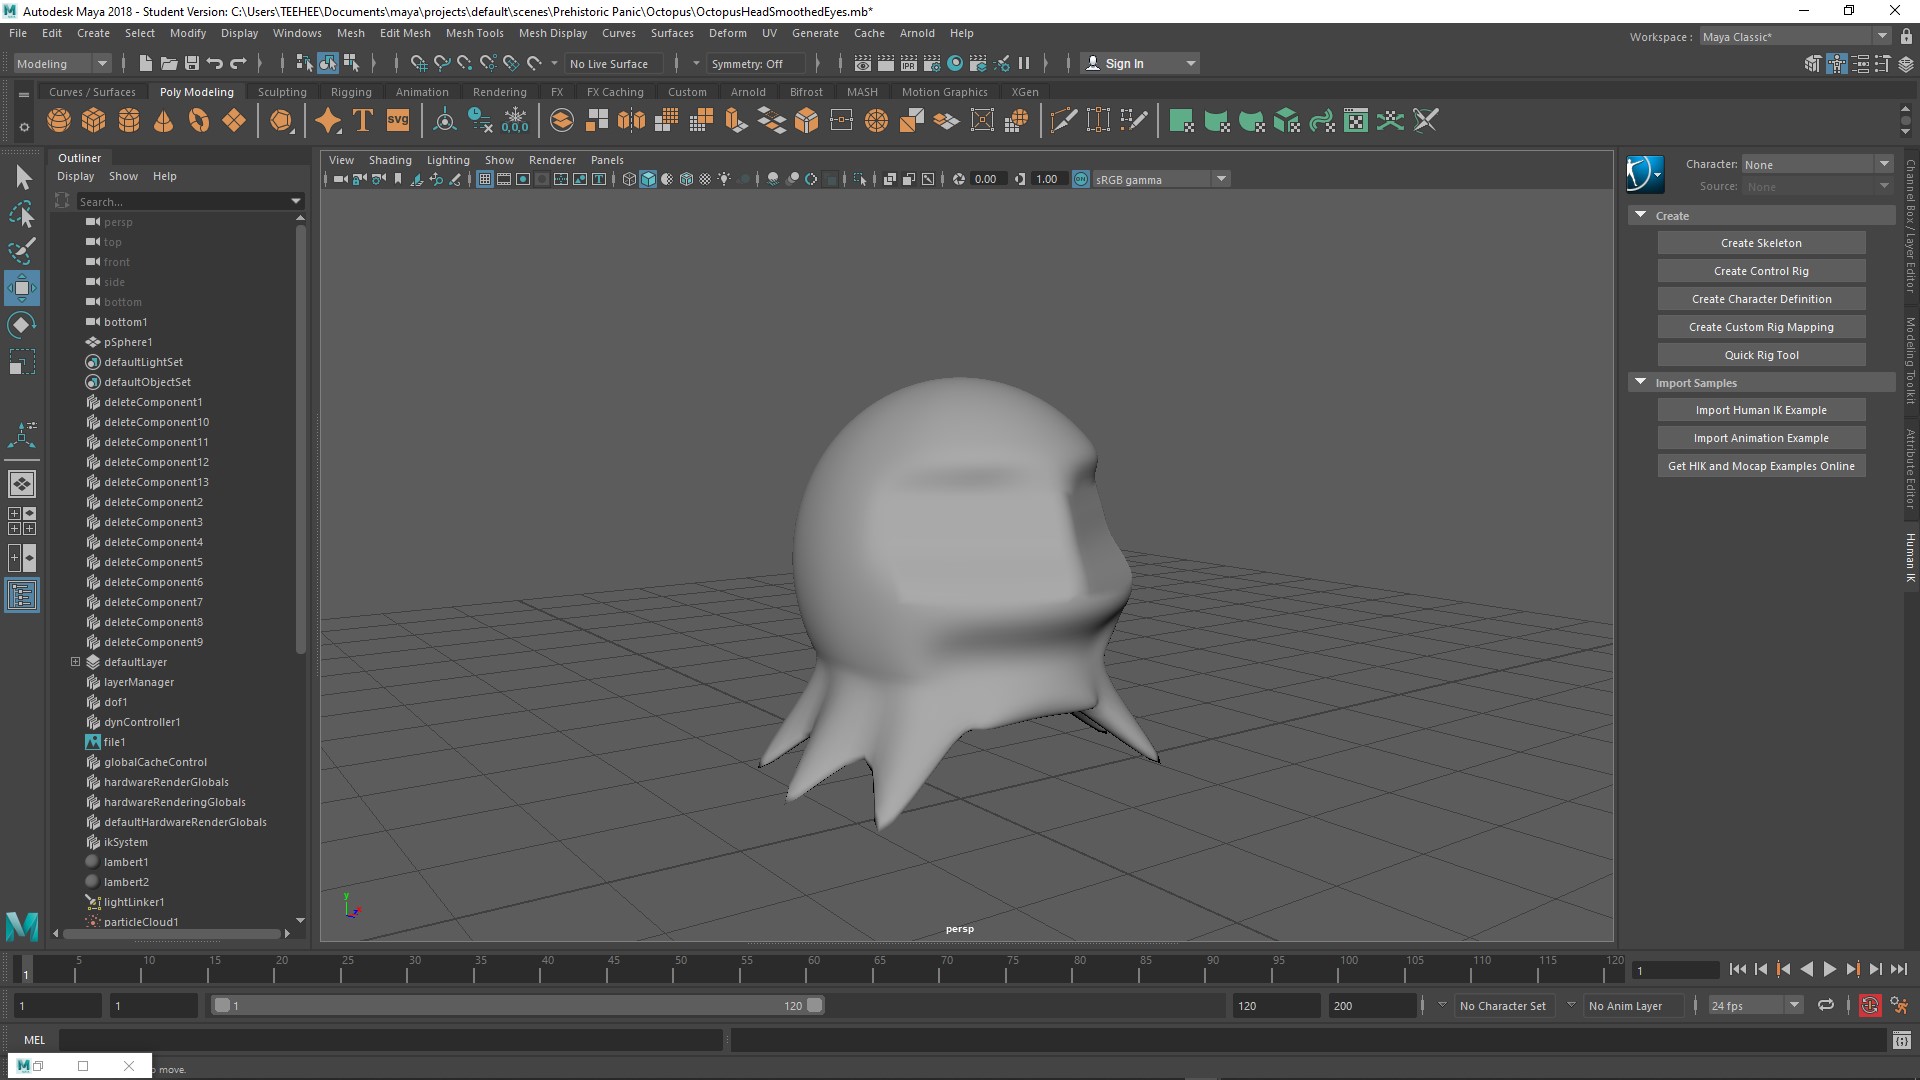 Autodesk Maya 2018 - Student Version: C:\Users\TEEHEE\Documents\maya\projects\default\scenes\Prehistoric Panic\Octopus\OctopusHeadSmoothedEyes.mb*
File Edit Create Select Modify Display Windows Mesh Edit Mesh Mesh Tools Mesh Display Curves Surfaces Deform UV Generate Cache Arnold Help
Workspace : Maya Classic*
Modeling No Live Surface Symmetry: Off IPR Sign In
Curves / Surfaces Poly Modeling Sculpting Rigging Animation Rendering FX FX Caching Custom Arnold Bifrost MASH Motion Graphics XGen
T svg 0,0,0
Outliner
Display Show Help
Search...
persp
top
front
side
bottom
bottom1
pSphere1
defaultLightSet
defaultObjectSet
deleteComponent1
deleteComponent10
deleteComponent11
deleteComponent12
deleteComponent13
deleteComponent2
deleteComponent3
deleteComponent4
deleteComponent5
deleteComponent6
deleteComponent7
deleteComponent8
deleteComponent9
defaultLayer
layerManager
dof1
dynController1
file1
globalCacheControl
hardwareRenderGlobals
hardwareRenderingGlobals
defaultHardwareRenderGlobals
ikSystem
lambert1
lambert2
lightLinker1
particleCloud1
View Shading Lighting Show Renderer Panels
0.00 1.00 ON sRGB gamma
y
z x
persp
Character: None
Source: None
Create
Create Skeleton
Create Control Rig
Create Character Definition
Create Custom Rig Mapping
Quick Rig Tool
Import Samples
Import Human IK Example
Import Animation Example
Get HIK and Mocap Examples Online
Channel Box / Layer Editor
Modeling Toolkit
Attribute Editor
Human IK
1 5 10 15 20 25 30 35 40 45 50 55 60 65 70 75 80 85 90 95 100 105 110 115 120
1
1 1 1 120 120 200 No Character Set No Anim Layer 24 fps
MEL
move.